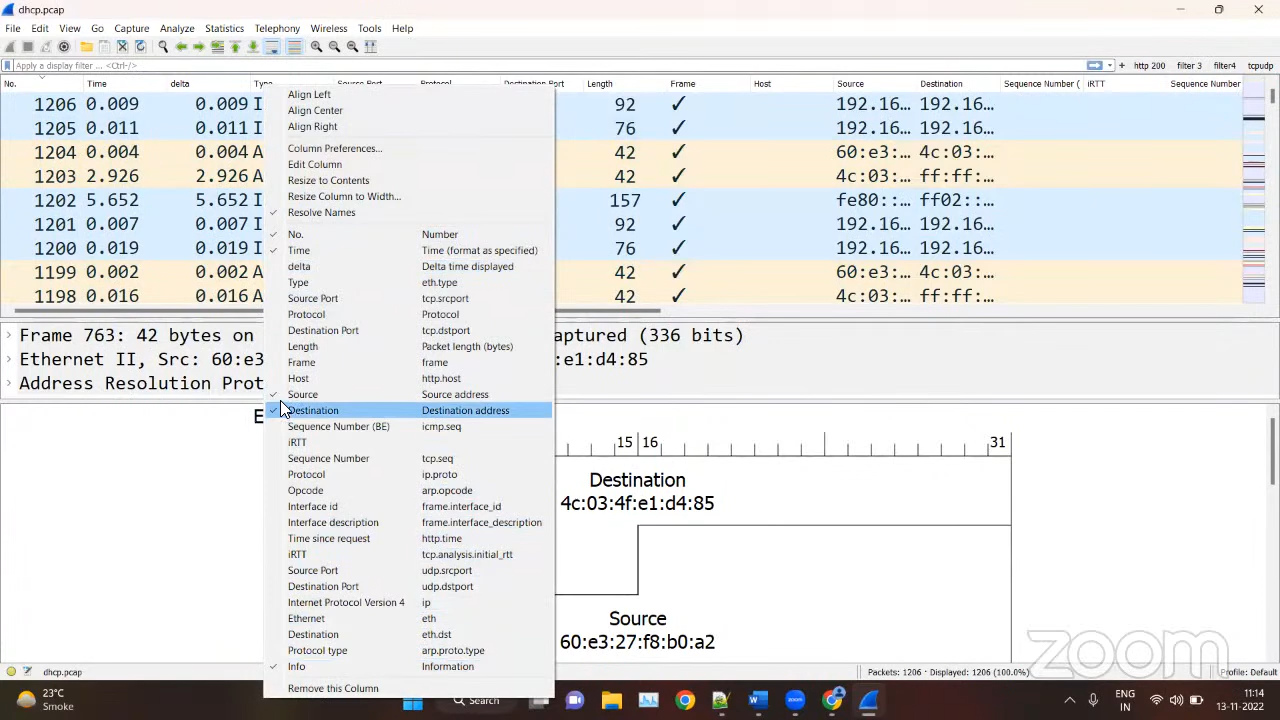 dhcp.pcap
File Edit View Go Capture Analyze Statistics Telephony Wireless Tools Help
Apply a display filter ... <Ctrl-/>
+ http 200 filter 3 filter4 tcpudp
No. Time delta Type Source Port Protocol Destination Port Length Frame Host Source Destination Sequence Number ( iRTT Sequence Number
1206 0.009 0.009 I 92 ✓ 192.16… 192.16…
1205 0.011 0.011 I 76 ✓ 192.16… 192.16…
1204 0.004 0.004 A 42 ✓ 60:e3:… 4c:03:…
1203 2.926 2.926 A 42 ✓ 4c:03:… ff:ff:…
1202 5.652 5.652 I 157 ✓ fe80::… ff02::…
1201 0.007 0.007 I 92 ✓ 192.16… 192.16…
1200 0.019 0.019 I 76 ✓ 192.16… 192.16…
1199 0.002 0.002 A 42 ✓ 60:e3:… 4c:03:…
1198 0.016 0.016 A 42 ✓ 4c:03:… ff:ff:…
Align Left
Align Center
Align Right
Column Preferences...
Edit Column
Resize to Contents
Resize Column to Width...
✓ Resolve Names
✓ No. Number
✓ Time Time (format as specified)
delta Delta time displayed
Type eth.type
Source Port tcp.srcport
Protocol Protocol
Destination Port tcp.dstport
Length Packet length (bytes)
Frame frame
Host http.host
✓ Source Source address
✓ Destination Destination address
Sequence Number (BE) icmp.seq
iRTT
Sequence Number tcp.seq
Protocol ip.proto
Opcode arp.opcode
Interface id frame.interface_id
Interface description frame.interface_description
Time since request http.time
iRTT tcp.analysis.initial_rtt
Source Port udp.srcport
Destination Port udp.dstport
Internet Protocol Version 4 ip
Ethernet eth
Destination eth.dst
Protocol type arp.proto.type
✓ Info Information
Remove this Column
Frame 763: 42 bytes on aptured (336 bits)
Ethernet II, Src: 60:e3 :e1:d4:85
Address Resolution Prot
E
15 16 31
Destination
4c:03:4f:e1:d4:85
Source
60:e3:27:f8:b0:a2
zoom
dhcp.pcap Packets: 1206 · Displayed: 1206 (100.0%) Profile: Default
23°C
Smoke
Search
ENG
IN
11:14
13-11-2022